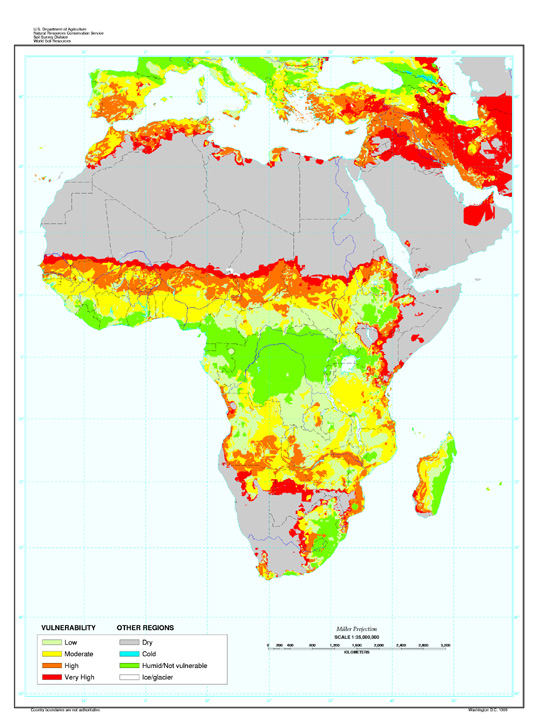 U.S. Department of Agriculture
Natural Resources Conservation Service
Soil Survey Division
World Soil Resources
Miller Projection
SCALE 1:35,000,000
KILOMETERS
VULNERABILITY
Low
Moderate
High
Very High
OTHER REGIONS
Dry
Cold
Humid/Not vulnerable
Ice/glacier
Country boundaries are not authoritative